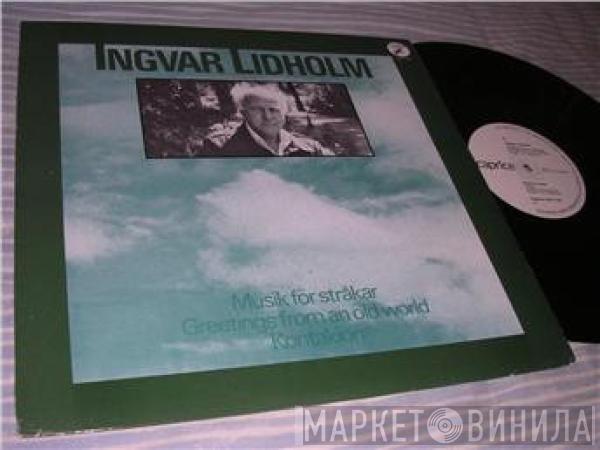 INGVAR LIDHOLM
caprice
Musik för stråkar
Greetings from an old world
Kontakion
МАРКЕТ ВИНИЛА